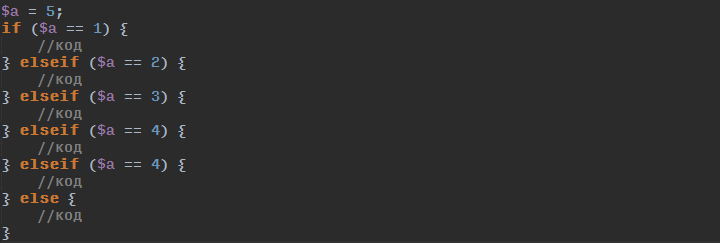 $a = 5;
if ($a == 1) {
    //код
} elseif ($a == 2) {
    //код
} elseif ($a == 3) {
    //код
} elseif ($a == 4) {
    //код
} elseif ($a == 4) {
    //код
} else {
    //код
}